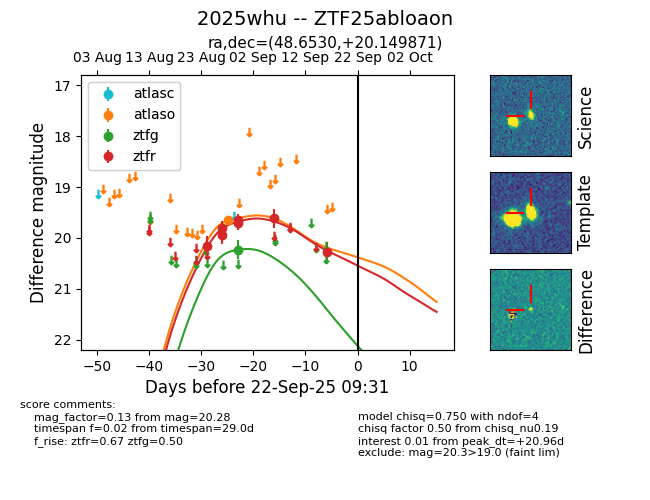 2025whu -- ZTF25abloaon
ra,dec=(48.6530,+20.149871)
03 Aug 13 Aug 23 Aug 02 Sep 12 Sep 22 Sep 02 Oct
atlasc
atlaso
ztfg
ztfr
17
18
19
20
21
22
Difference magnitude
−50 −40 −30 −20 −10 0 10
Days before 22-Sep-25 09:31
Science
Template
Difference
score comments:
mag_factor=0.13 from mag=20.28
timespan f=0.02 from timespan=29.0d
f_rise: ztfr=0.67 ztfg=0.50
model chisq=0.750 with ndof=4
chisq factor 0.50 from chisq_nu0.19
interest 0.01 from peak_dt=+20.96d
exclude: mag=20.3>19.0 (faint lim)